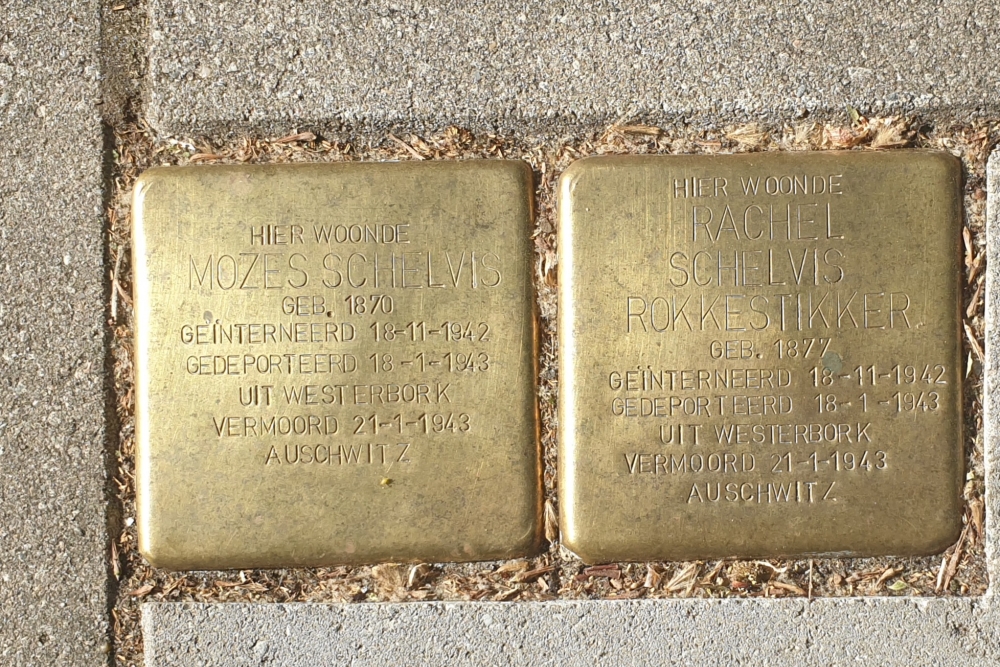 HIER WOONDE
MOZES SCHELVIS
GEB. 1870
GEÏNTERNEERD 18-11-1942
GEDEPORTEERD 18-1-1943
UIT WESTERBORK
VERMOORD 21-1-1943
AUSCHWITZ
HIER WOONDE
RACHEL
SCHELVIS
ROKKESTIKKER
GEB. 1877
GEÏNTERNEERD 18-11-1942
GEDEPORTEERD 18-1-1943
UIT WESTERBORK
VERMOORD 21-1-1943
AUSCHWITZ